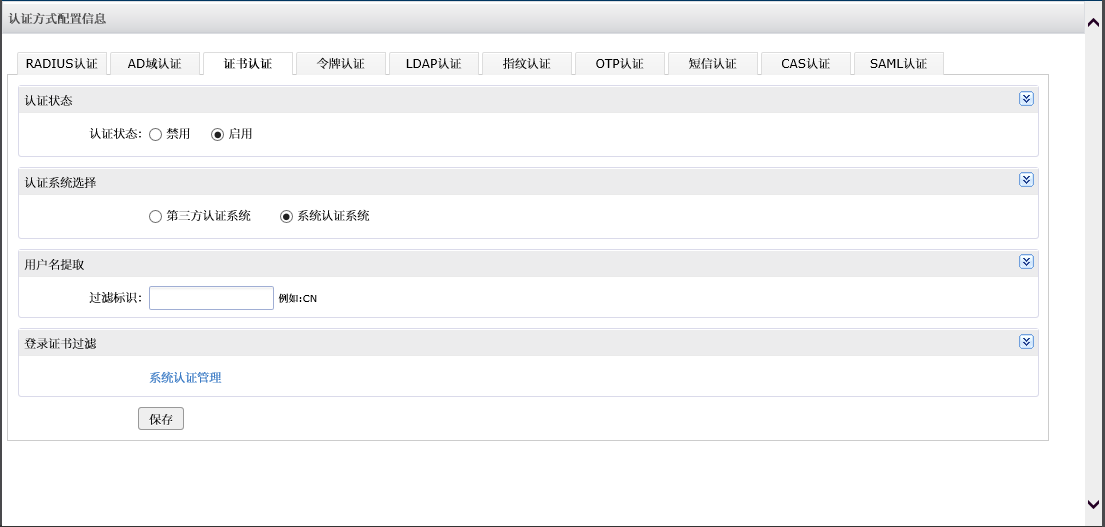 认证方式配置信息
RADIUS认证 AD域认证 证书认证 令牌认证 LDAP认证 指纹认证 OTP认证 短信认证 CAS认证 SAML认证
认证状态
认证状态: 禁用 启用
认证系统选择
第三方认证系统 系统认证系统
用户名提取
过滤标识: 例如:CN
登录证书过滤
系统认证管理
保存